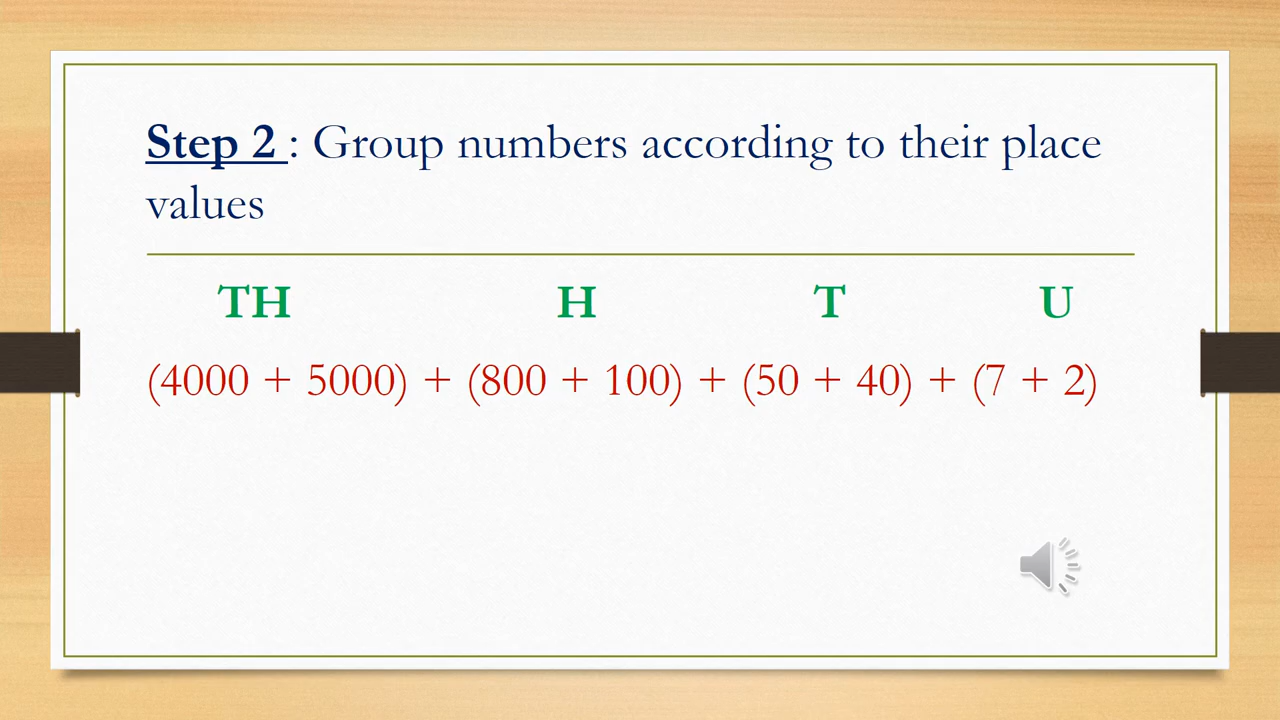 Step 2 : Group numbers according to their place
values
TH H T U
(4000 + 5000) + (800 + 100) + (50 + 40) + (7 + 2)